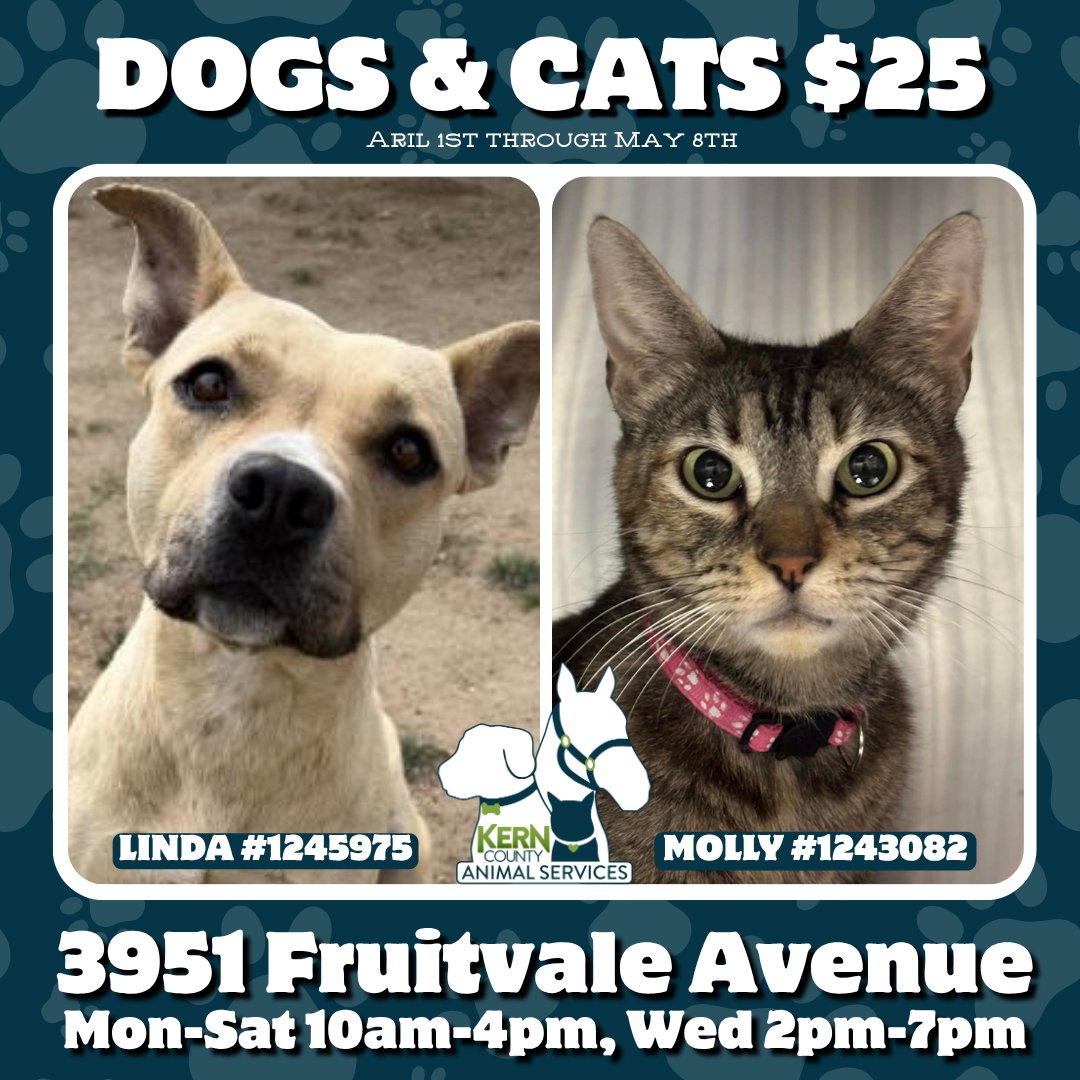 DOGS & CATS $25
ARIL 1ST THROUGH MAY 8TH
LINDA #1245975
KERN
COUNTY
ANIMAL SERVICES
MOLLY #1243082
3951 Fruitvale Avenue
Mon-Sat 10am-4pm, Wed 2pm-7pm